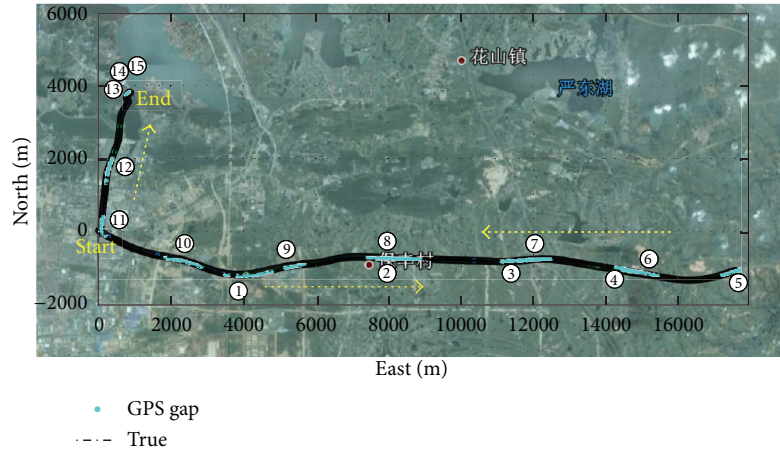 6000
4000
2000
0
−2000
North (m)
14 15
13
End
12
11
Start
10
9
8
7
6
1
2
3
4
5
花山镇
严东湖
0 2000 4000 6000 8000 10000 12000 14000 16000
East (m)
GPS gap
True